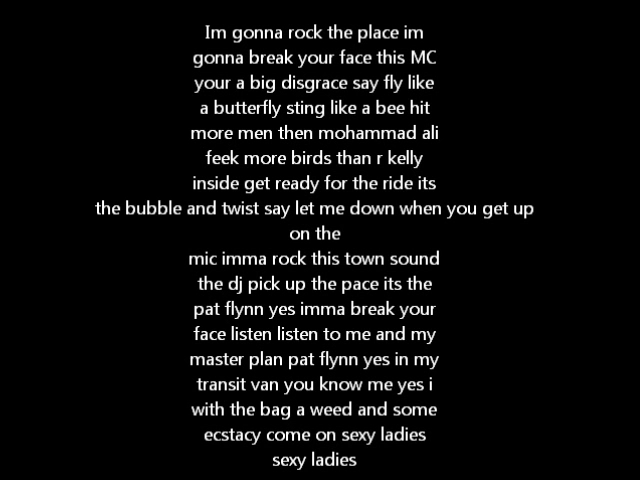 Im gonna rock the place im
gonna break your face this MC
your a big disgrace say fly like
a butterfly sting like a bee hit
more men then mohammad ali
feek more birds than r kelly
inside get ready for the ride its
the bubble and twist say let me down when you get up
on the
mic imma rock this town sound
the dj pick up the pace its the
pat flynn yes imma break your
face listen listen to me and my
master plan pat flynn yes in my
transit van you know me yes i
with the bag a weed and some
ecstacy come on sexy ladies
sexy ladies